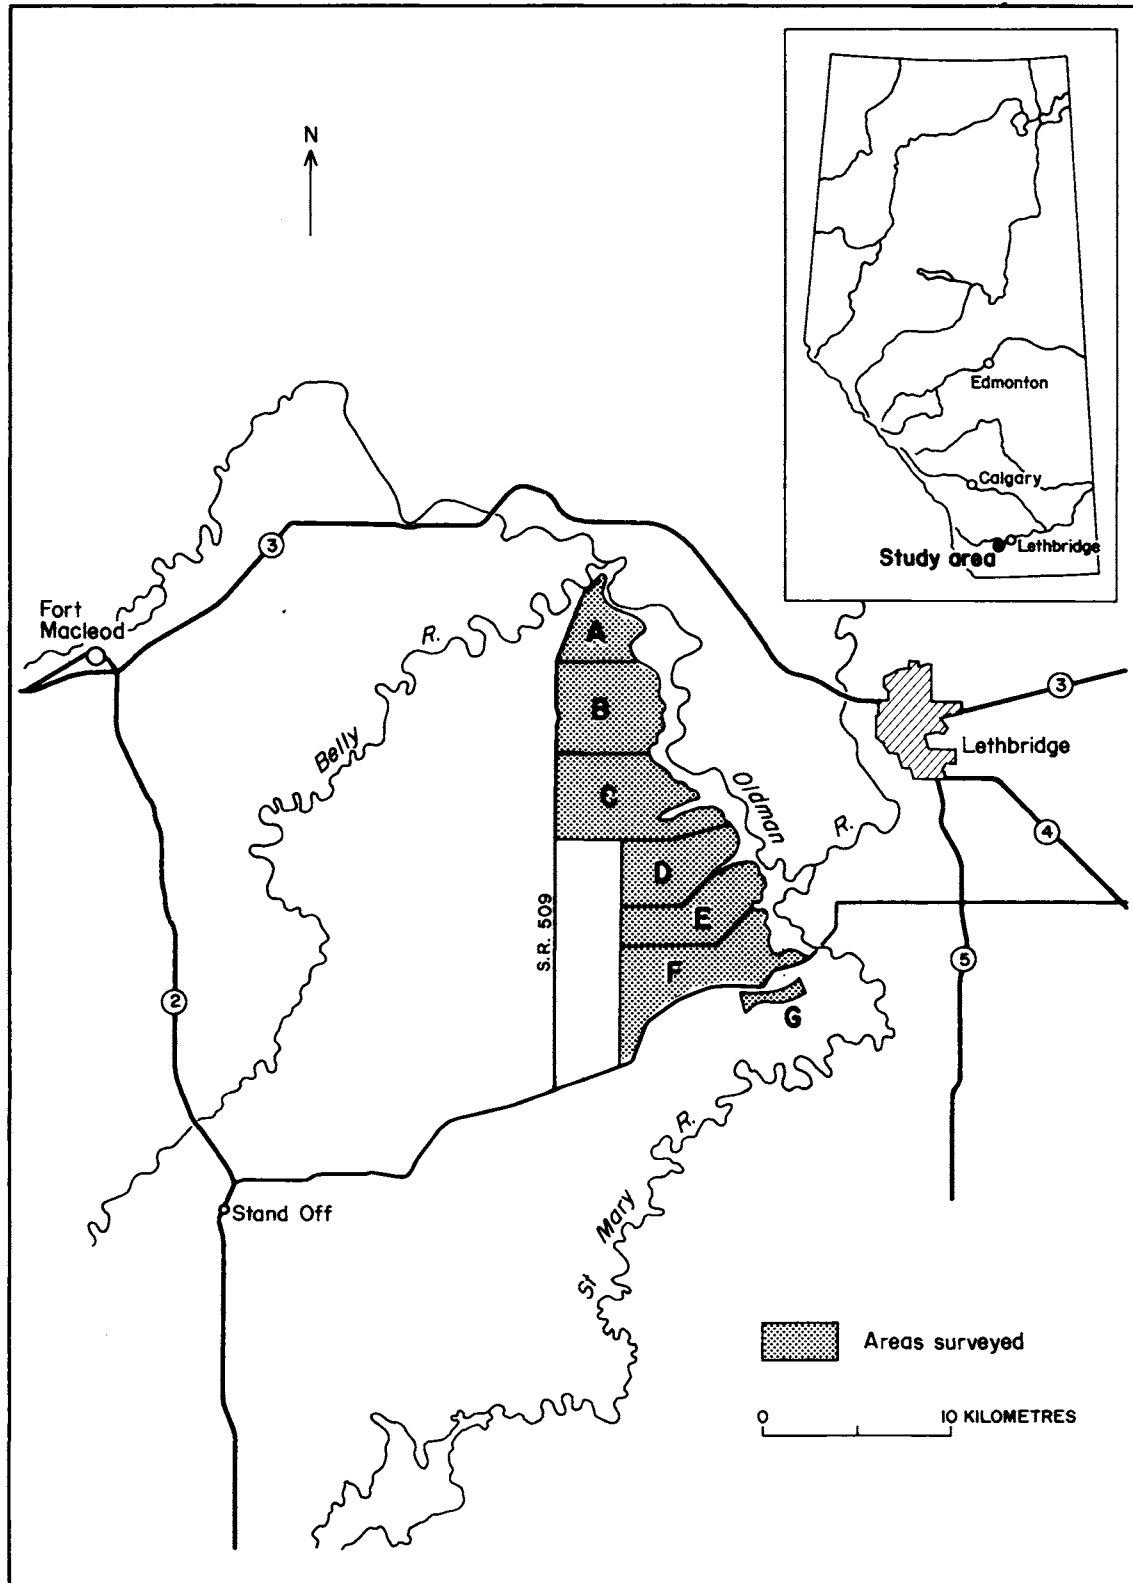 N
Edmonton
Calgary
Lethbridge
Study area
3
Fort
Macleod
R.
Belly
A
B
C
D
E
F
G
Oldman
R.
3
Lethbridge
4
5
S.R. 509
2
R.
Mary
St
Stand Off
Areas surveyed
0
10 KILOMETRES